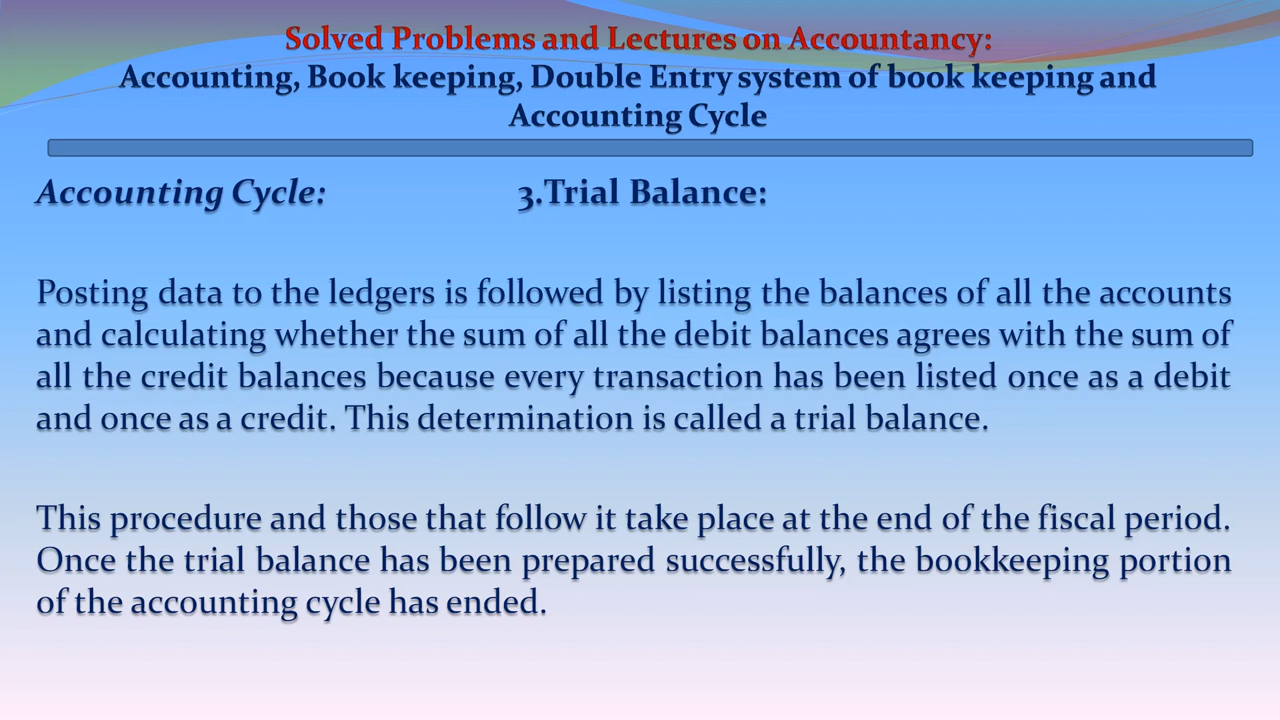 Solved Problems and Lectures on Accountancy:
Accounting, Book keeping, Double Entry system of book keeping and
Accounting Cycle
Accounting Cycle: 3.Trial Balance:
Posting data to the ledgers is followed by listing the balances of all the accounts
and calculating whether the sum of all the debit balances agrees with the sum of
all the credit balances because every transaction has been listed once as a debit
and once as a credit. This determination is called a trial balance.
This procedure and those that follow it take place at the end of the fiscal period.
Once the trial balance has been prepared successfully, the bookkeeping portion
of the accounting cycle has ended.